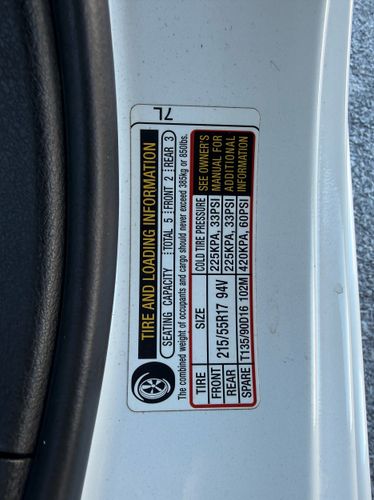 7L
TIRE AND LOADING INFORMATION
SEATING CAPACITY TOTAL 5 FRONT 2 REAR 3
The combined weight of occupants and cargo should never exceed 385kg or 850lbs.
TIRE SIZE COLD TIRE PRESSURE
FRONT 215/55R17 94V 225KPA, 33PSI
REAR 225KPA, 33PSI
SPARE T135/90D16 102M 420KPA, 60PSI
SEE OWNER'S
MANUAL FOR
ADDITIONAL
INFORMATION